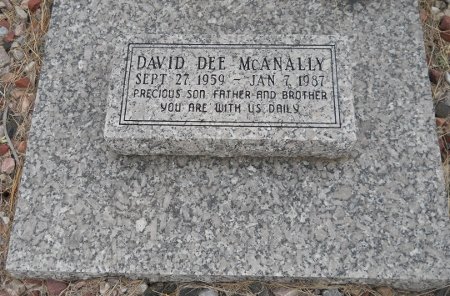 DAVID DEE McANALLY
SEPT 27 1959 - JAN 7 1987
PRECIOUS SON FATHER AND BROTHER
YOU ARE WITH US DAILY